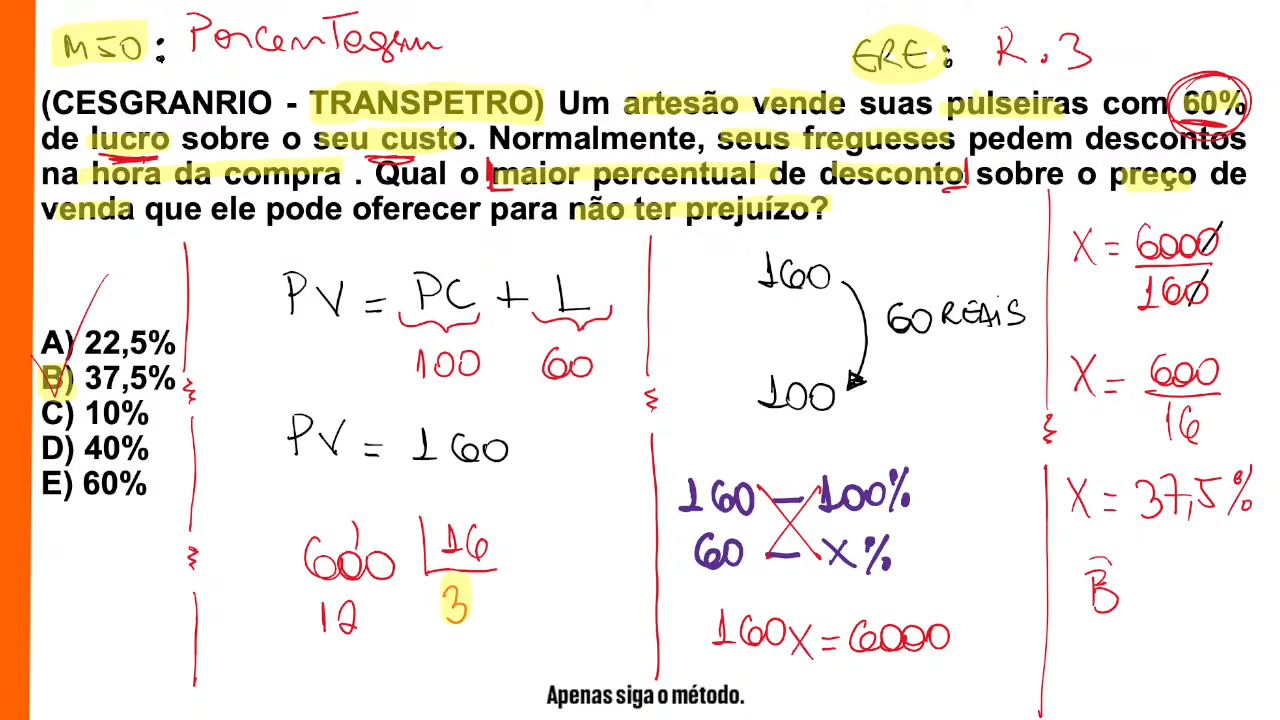 M50: Porcentagem
ERE: R.3
(CESGRANRIO - TRANSPETRO) Um artesão vende suas pulseiras com 60%
de lucro sobre o seu custo. Normalmente, seus fregueses pedem descontos
na hora da compra . Qual o maior percentual de desconto sobre o preço de
venda que ele pode oferecer para não ter prejuízo?
A) 22,5%
B) 37,5%
C) 10%
D) 40%
E) 60%
PV = PC + L
100 60
PV = 160
600 16
12 3
160
60 REAIS
100
160 — 100%
60 — X%
160X = 6000
X = 6000
160
X = 600
16
X = 37,5%
B
Apenas siga o método.